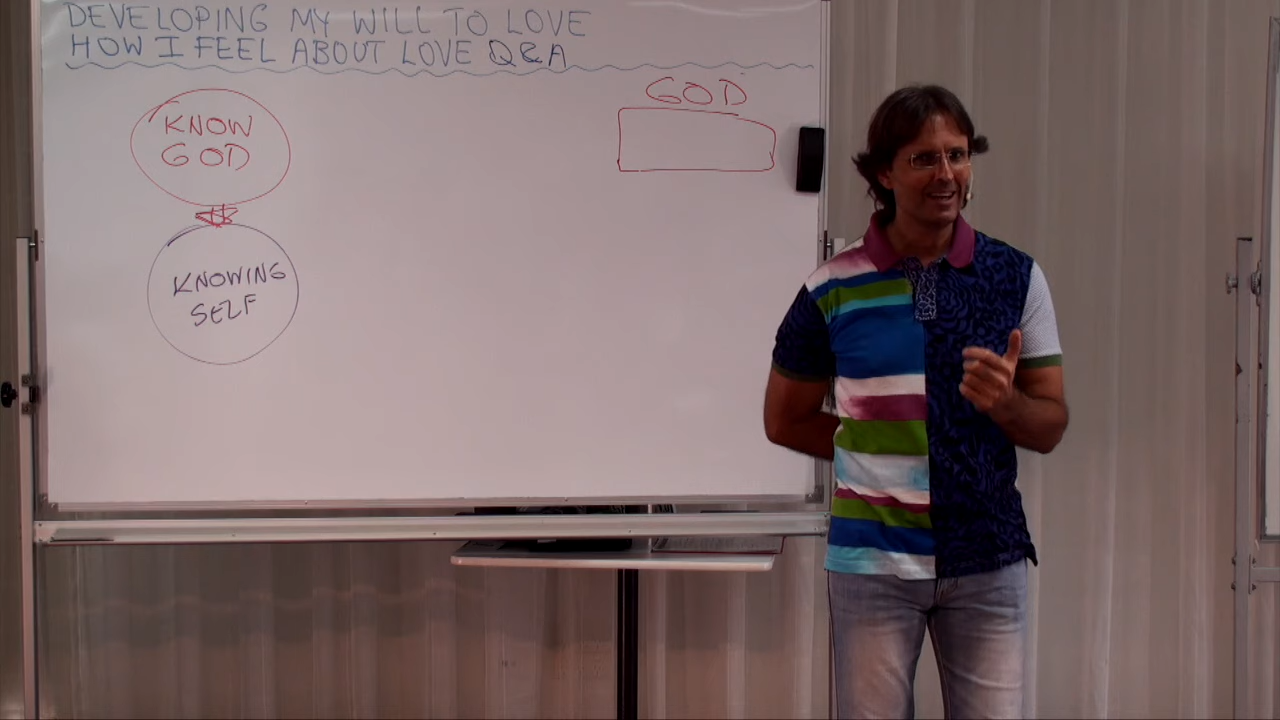 DEVELOPING MY WILL TO LOVE
HOW I FEEL ABOUT LOVE Q&A
GOD
KNOW
GOD
KNOWING
SELF